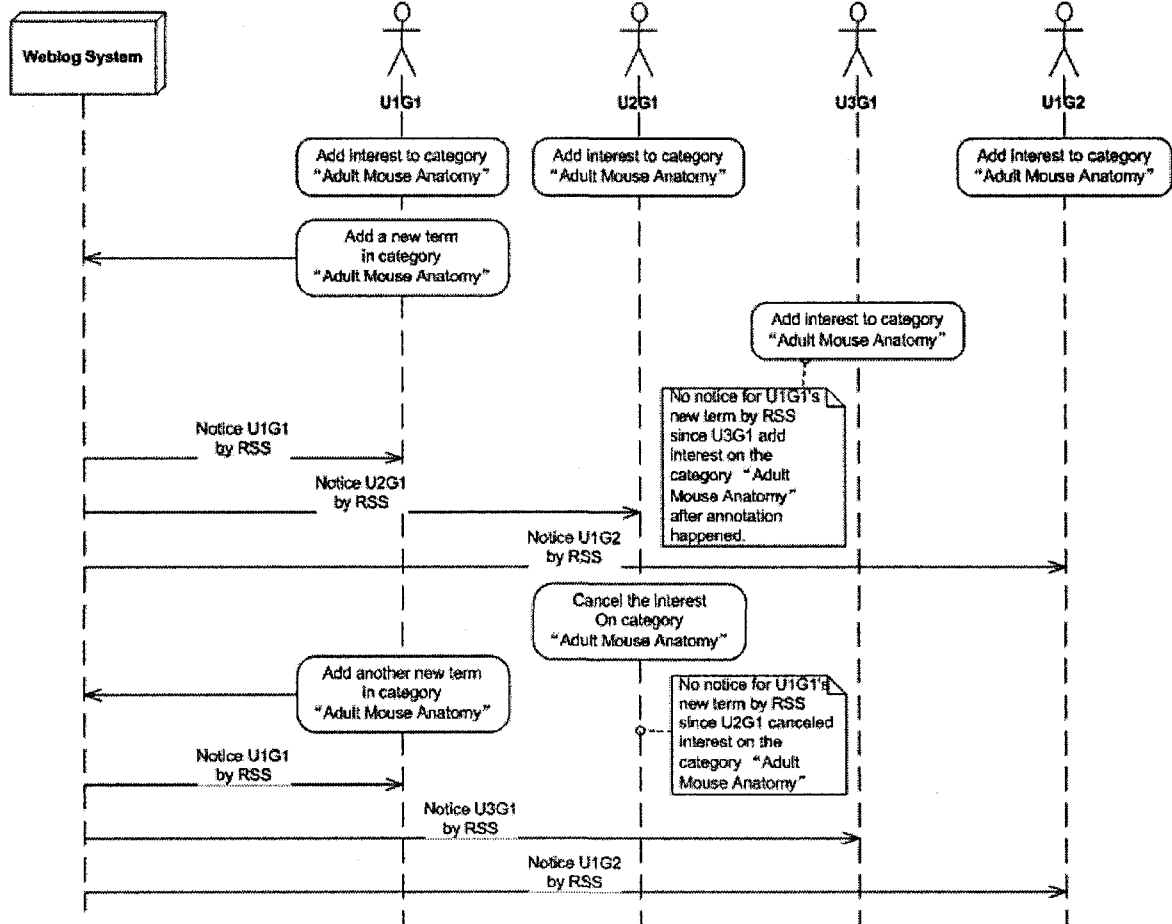 Weblog System
U1G1
U2G1
U3G1
U1G2
Add interest to category
“Adult Mouse Anatomy”
Add interest to category
“Adult Mouse Anatomy”
Add interest to category
“Adult Mouse Anatomy”
Add a new term
in category
“Adult Mouse Anatomy”
Add interest to category
“Adult Mouse Anatomy”
No notice for U1G1's
new term by RSS
since U3G1 add
interest on the
category “Adult
Mouse Anatomy”
after annotation
happened.
Notice U1G1
by RSS
Notice U2G1
by RSS
Notice U1G2
by RSS
Cancel the interest
On category
“Adult Mouse Anatomy”
Add another new term
in category
“Adult Mouse Anatomy”
No notice for U1G1's
new term by RSS
since U2G1 canceled
interest on the
category “Adult
Mouse Anatomy”
Notice U1G1
by RSS
Notice U3G1
by RSS
Notice U1G2
by RSS